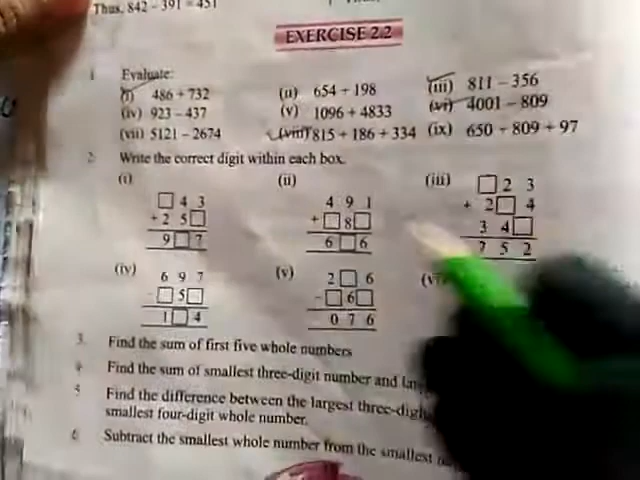 Thus, 842 − 391 = 451
EXERCISE 2.2
1 Evaluate:
(i) 486 + 732 (ii) 654 + 198 (iii) 811 − 356
(iv) 923 − 437 (v) 1096 + 4833 (vi) 4001 − 809
(vii) 5121 − 2674 (viii) 815 + 186 + 334 (ix) 650 + 809 + 97
2 Write the correct digit within each box.
(i) (ii) (iii)
□ 4 3 4 9 1 □ 2 3
+ 2 5 □ + □ 8 □ + 2 □ 4
9 □ 7 6 □ 6 3 4 □
7 5 2
(iv) (v) (v
6 9 7 2 □ 6
− □ 5 □ − □ 6 □
1 □ 4 0 7 6
3. Find the sum of first five whole numbers
4 Find the sum of smallest three-digit number and
5 Find the difference between the largest three-digit
smallest four-digit whole number.
6 Subtract the smallest whole number from the smallest